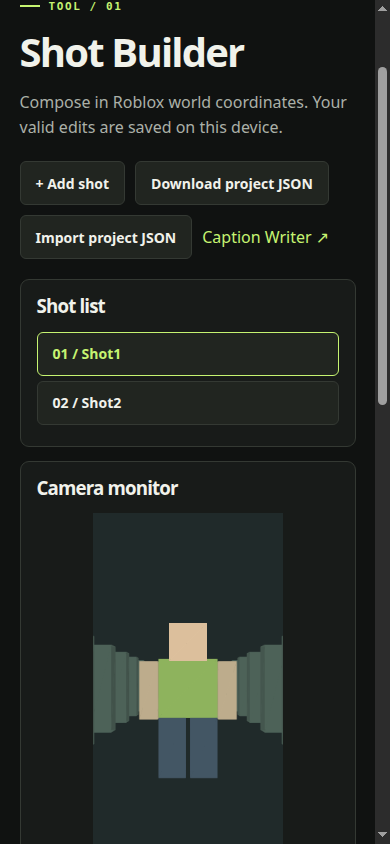 TOOL / 01
Shot Builder
Compose in Roblox world coordinates. Your
valid edits are saved on this device.
+ Add shot
Download project JSON
Import project JSON
Caption Writer ↗
Shot list
01 / Shot1
02 / Shot2
Camera monitor